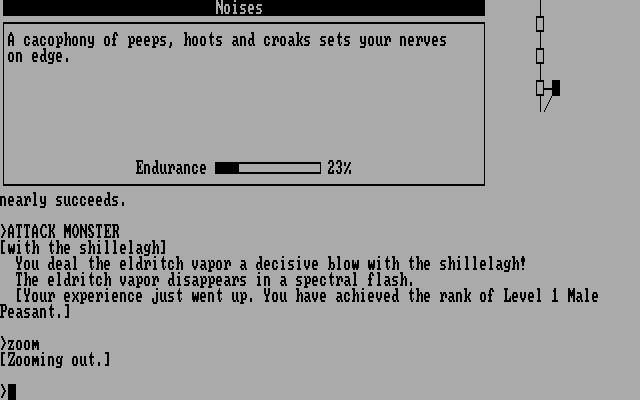 Noises
A cacophony of peeps, hoots and croaks sets your nerves
on edge.
Endurance 23%
nearly succeeds.
>ATTACK MONSTER
[with the shillelagh]
You deal the eldritch vapor a decisive blow with the shillelagh!
The eldritch vapor disappears in a spectral flash.
[Your experience just went up. You have achieved the rank of Level 1 Male
Peasant.]
>zoom
[Zooming out.]
>